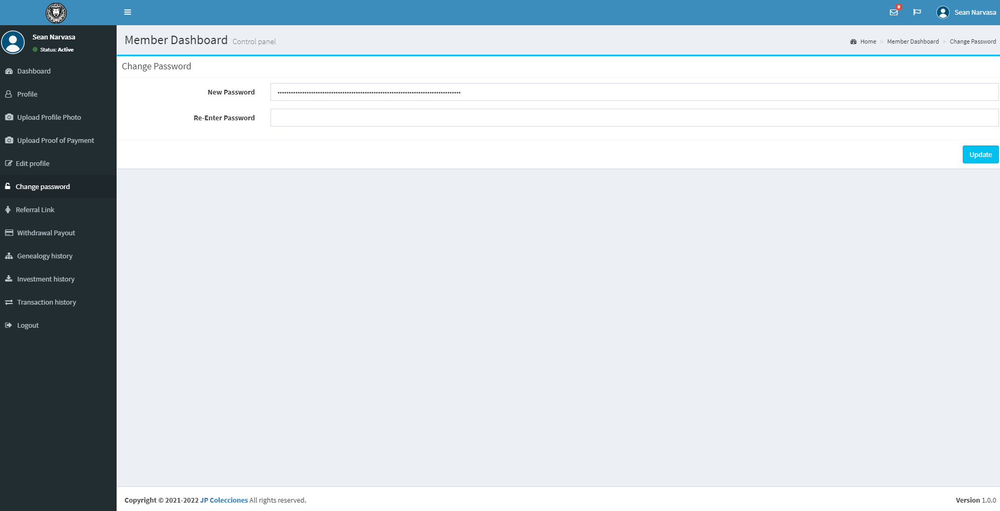 0
Sean Narvasa
Sean Narvasa
Status: Active
Dashboard
Profile
Upload Profile Photo
Upload Proof of Payment
Edit profile
Change password
Referral Link
Withdrawal Payout
Genealogy history
Investment history
Transaction history
Logout
Member Dashboard Control panel
Home > Member Dashboard > Change Password
Change Password
New Password
Re-Enter Password
Update
Copyright © 2021-2022 JP Colecciones All rights reserved.
Version 1.0.0